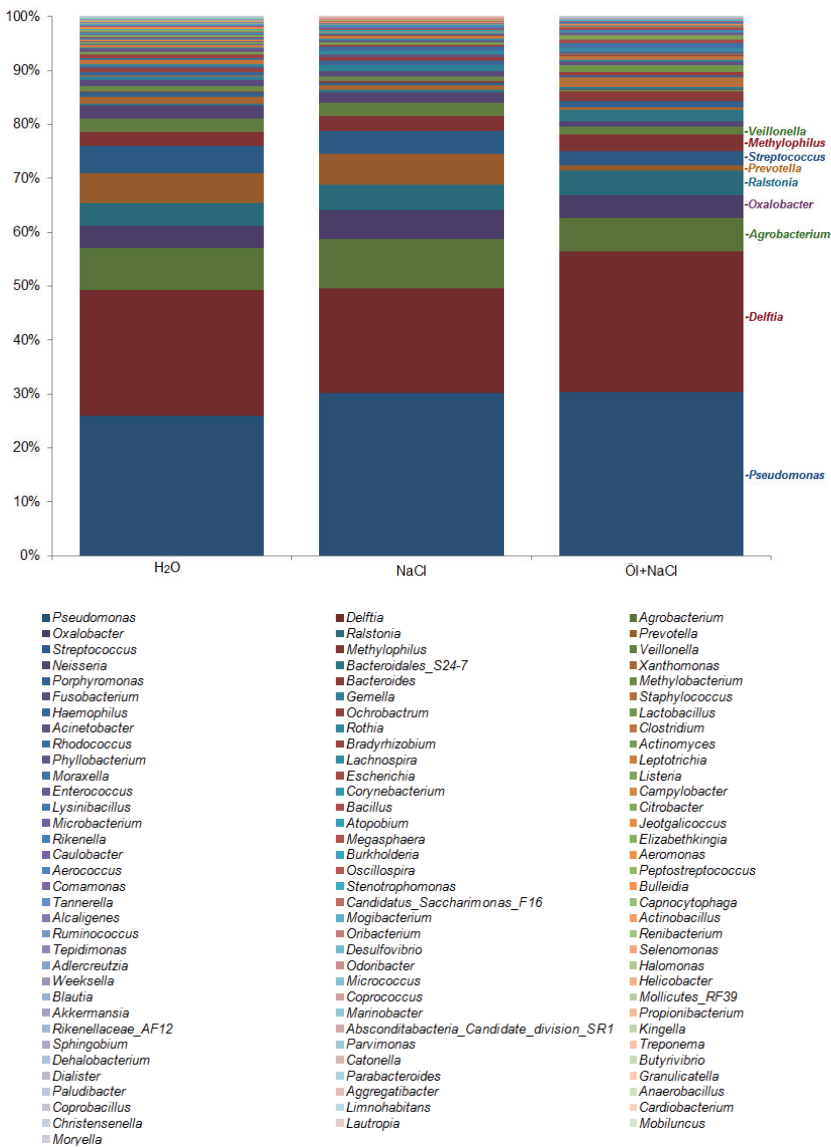 100%
90%
80%
70%
60%
50%
40%
30%
20%
10%
0%
-Veillonella
-Methylophilus
-Streptococcus
-Prevotella
-Ralstonia
-Oxalobacter
-Agrobacterium
-Delftia
-Pseudomonas
H2O NaCl Öl+NaCl
Pseudomonas Delftia Agrobacterium
Oxalobacter Ralstonia Prevotella
Streptococcus Methylophilus Veillonella
Neisseria Bacteroidales_S24-7 Xanthomonas
Porphyromonas Bacteroides Methylobacterium
Fusobacterium Gemella Staphylococcus
Haemophilus Ochrobactrum Lactobacillus
Acinetobacter Rothia Clostridium
Rhodococcus Bradyrhizobium Actinomyces
Phyllobacterium Lachnospira Leptotrichia
Moraxella Escherichia Listeria
Enterococcus Corynebacterium Campylobacter
Lysinibacillus Bacillus Citrobacter
Microbacterium Atopobium Jeotgalicoccus
Rikenella Megasphaera Elizabethkingia
Caulobacter Burkholderia Aeromonas
Aerococcus Oscillospira Peptostreptococcus
Comamonas Stenotrophomonas Bulleidia
Tannerella Candidatus_Saccharimonas_F16 Capnocytophaga
Alcaligenes Mogibacterium Actinobacillus
Ruminococcus Oribacterium Renibacterium
Tepidimonas Desulfovibrio Selenomonas
Adlercreutzia Odoribacter Halomonas
Weeksella Micrococcus Helicobacter
Blautia Coprococcus Mollicutes_RF39
Akkermansia Marinobacter Propionibacterium
Rikenellaceae_AF12 Absconditabacteria_Candidate_division_SR1 Kingella
Sphingobium Parvimonas Treponema
Dehalobacterium Catonella Butyrivibrio
Dialister Parabacteroides Granulicatella
Paludibacter Aggregatibacter Anaerobacillus
Coprobacillus Limnohabitans Cardiobacterium
Christensenella Lautropia Mobiluncus
Moryella